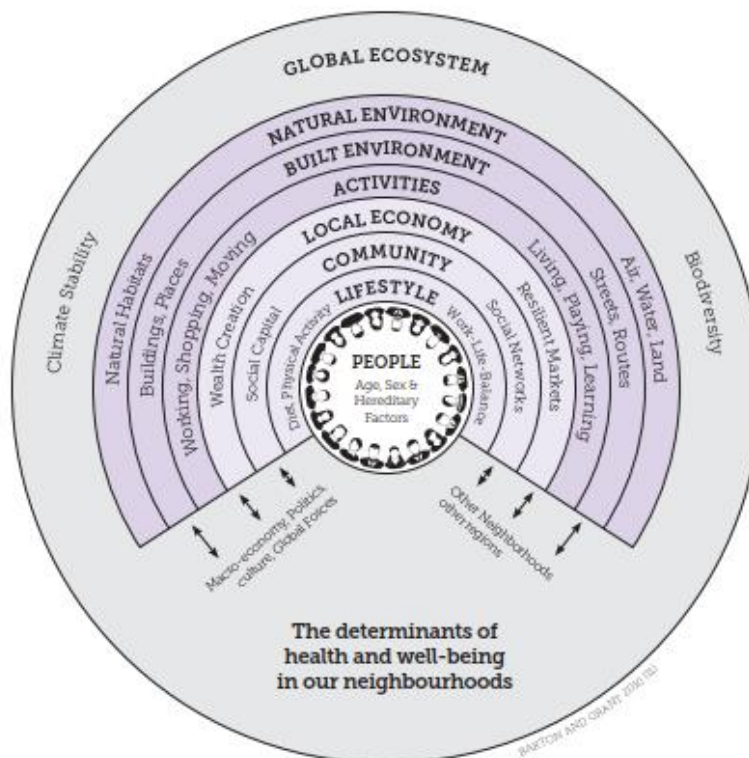 GLOBAL ECOSYSTEM
NATURAL ENVIRONMENT
BUILT ENVIRONMENT
ACTIVITIES
LOCAL ECONOMY
COMMUNITY
LIFESTYLE
Climate Stability
Natural Habitats
Buildings, Places
Working, Shopping, Moving
Wealth Creation
Social Capital
Diet, Physical Activity
PEOPLE
Age, Sex &
Hereditary
Factors
Work-Life-Balance
Social Networks
Resilient Markets
Living, Playing, Learning
Streets, Routes
Air, Water, Land
Biodiversity
Macro-economy, Politics,
culture, Global Forces
Other Neighborhoods
other regions
The determinants of
health and well-being
in our neighbourhoods
BARTON AND GRANT 2010